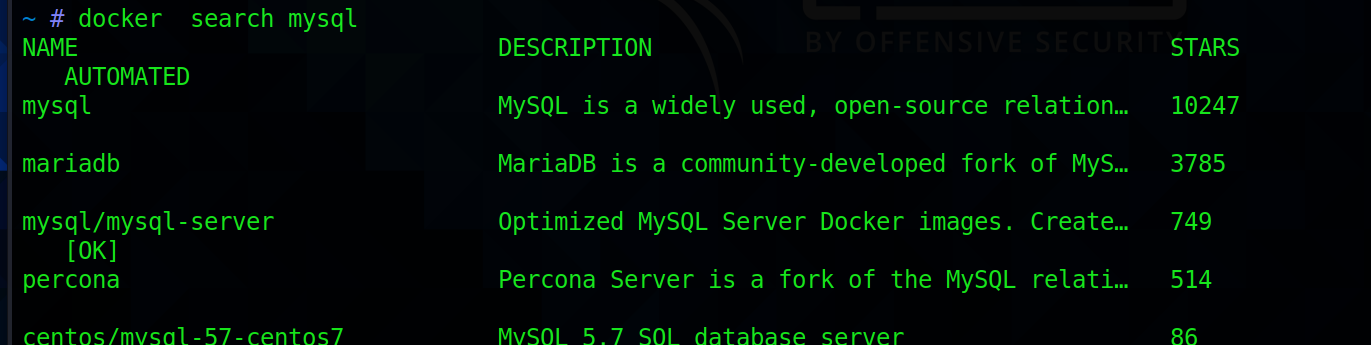 ~ # docker  search mysql
BY OFFENSIVE SECURITY
NAME DESCRIPTION STARS
AUTOMATED
mysql MySQL is a widely used, open-source relation… 10247
mariadb MariaDB is a community-developed fork of MyS… 3785
mysql/mysql-server Optimized MySQL Server Docker images. Create… 749
[OK]
percona Percona Server is a fork of the MySQL relati… 514
centos/mysql-57-centos7 MySQL 5.7 SQL database server 86